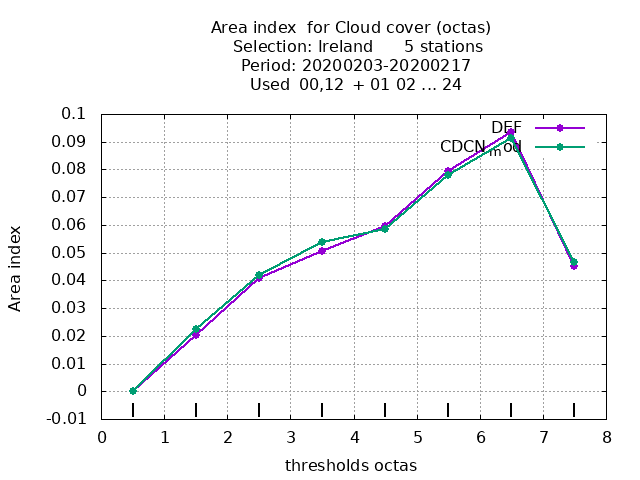 Area index  for Cloud cover (octas)
Selection: Ireland      5 stations
Period: 20200203-20200217
Used  00,12  + 01 02 ... 24
DEF
CDCN_mod
0.1
0.09
0.08
0.07
0.06
0.05
0.04
0.03
0.02
0.01
0
-0.01
Area index
0 1 2 3 4 5 6 7 8
thresholds octas